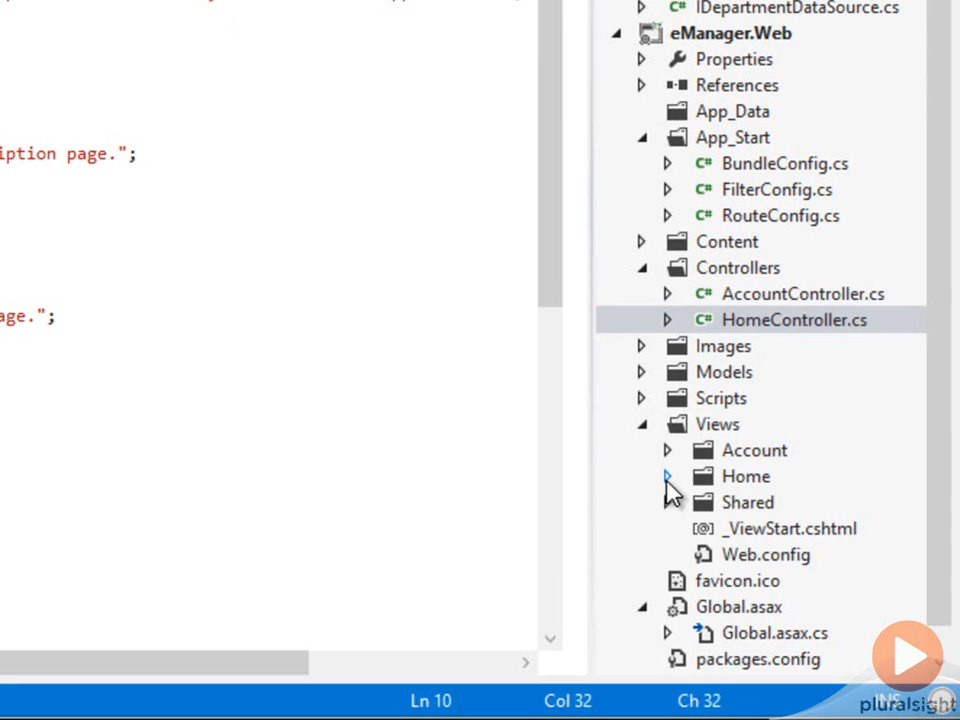 IDepartmentDataSource.cs
eManager.Web
Properties
References
App_Data
App_Start
iption page.";
C# BundleConfig.cs
C# FilterConfig.cs
C# RouteConfig.cs
Content
Controllers
C# AccountController.cs
age.";
C# HomeController.cs
Images
Models
Scripts
Views
Account
Home
Shared
[@] _ViewStart.cshtml
Web.config
favicon.ico
Global.asax
Global.asax.cs
packages.config
Ln 10 Col 32 Ch 32 INS
pluralsight